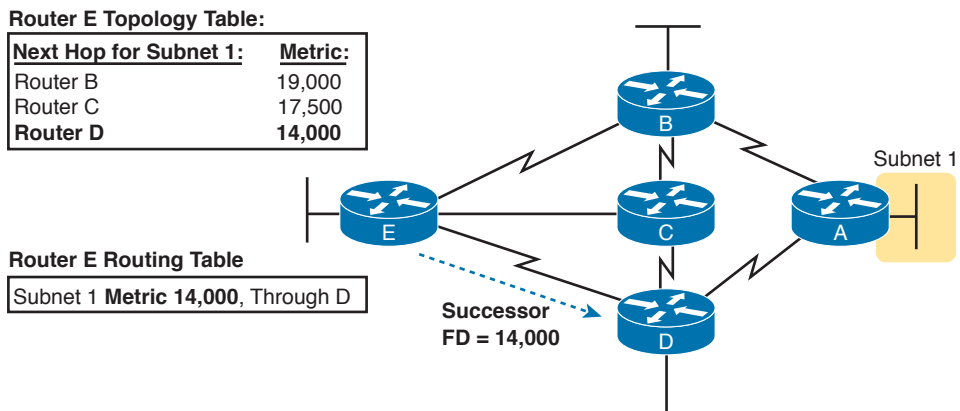 Router E Topology Table:
Next Hop for Subnet 1: Metric:
Router B 19,000
Router C 17,500
Router D 14,000
B
Subnet 1
E
C
A
Router E Routing Table
Subnet 1 Metric 14,000, Through D
Successor
FD = 14,000
D